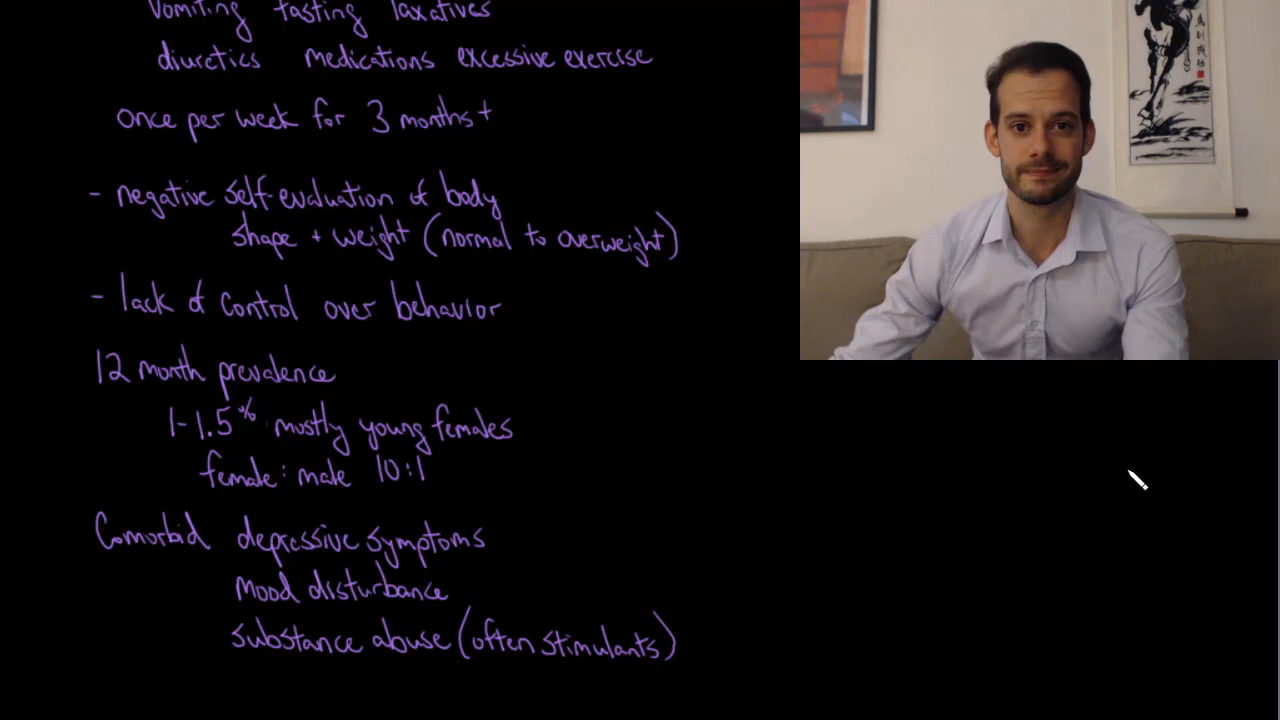 vomiting fasting laxatives
diuretics medications excessive exercise
once per week for 3 months+
- negative self-evaluation of body
shape + weight (normal to overweight)
- lack of control over behavior
12 month prevalence
1-1.5% mostly young females
female: male 10:1
Comorbid depressive symptoms
mood disturbance
substance abuse (often stimulants)